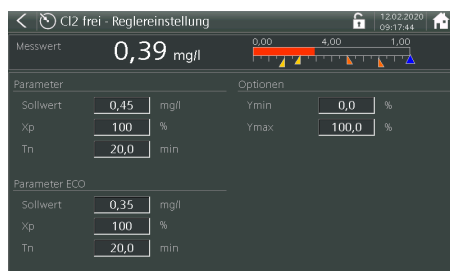 Cl2 frei - Reglereinstellung
12.02.2020
09:17:44
Messwert 0,39 mg/l
0,00 4,00 1,00
Parameter
Sollwert 0,45 mg/l
Xp 100 %
Tn 20,0 min
Optionen
Ymin 0,0 %
Ymax 100,0 %
Parameter ECO
Sollwert 0,35 mg/l
Xp 100 %
Tn 20,0 min